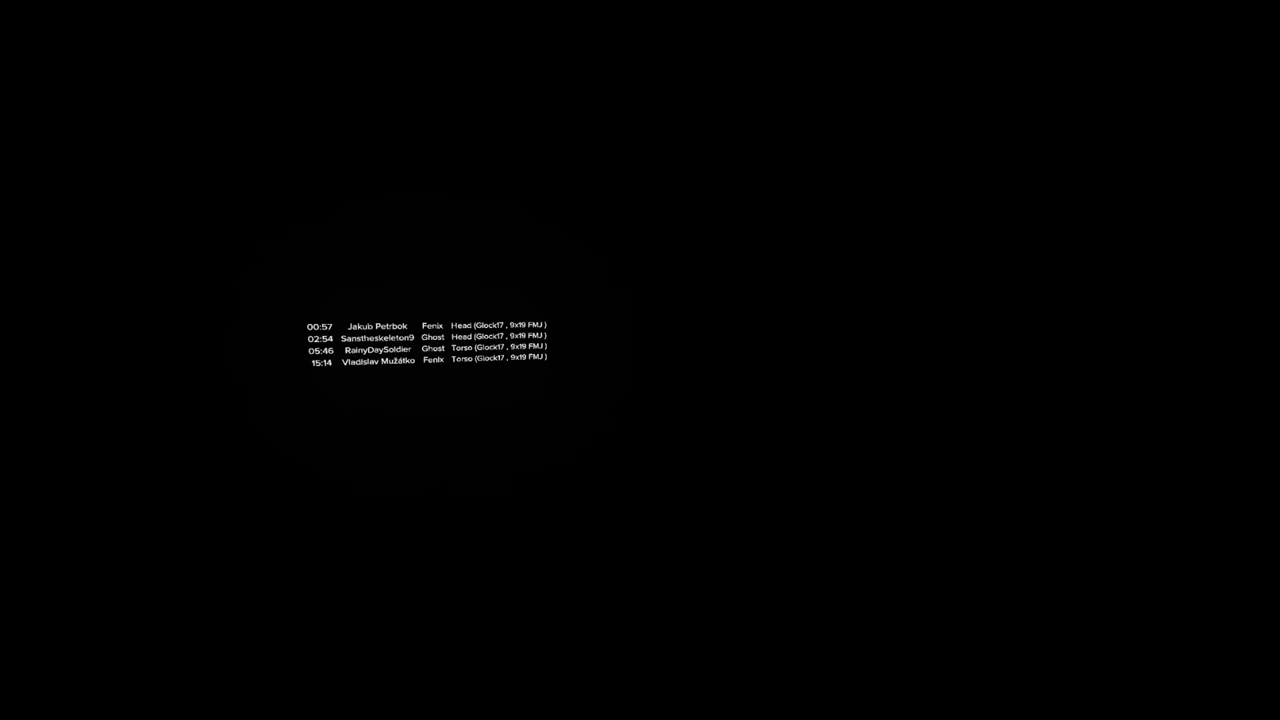 00:57 Jakub Petrbok Fenix Head (Glock17 , 9x19 FMJ )
02:54 Sanstheskeleton9 Ghost Head (Glock17 , 9x19 FMJ )
05:46 RainyDaySoldier Ghost Torso (Glock17 , 9x19 FMJ )
15:14 Vladislav Mužátko Fenix Torso (Glock17 , 9x19 FMJ )